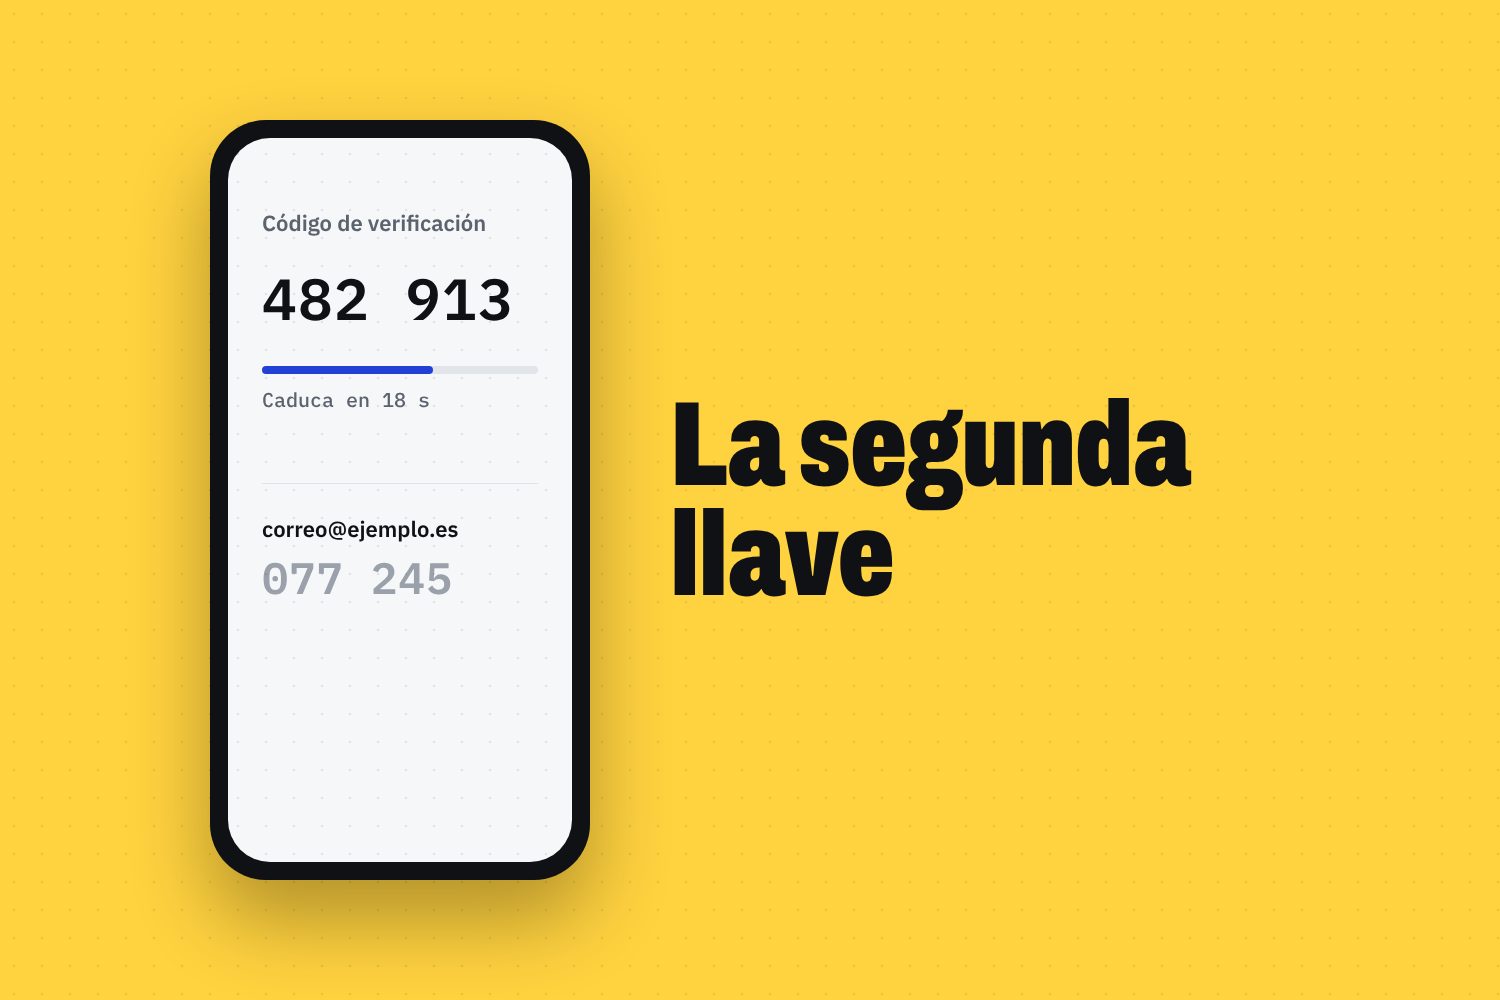 Código de verificación
482 913
Caduca en 18 s
correo@ejemplo.es
077 245
La segunda
llave